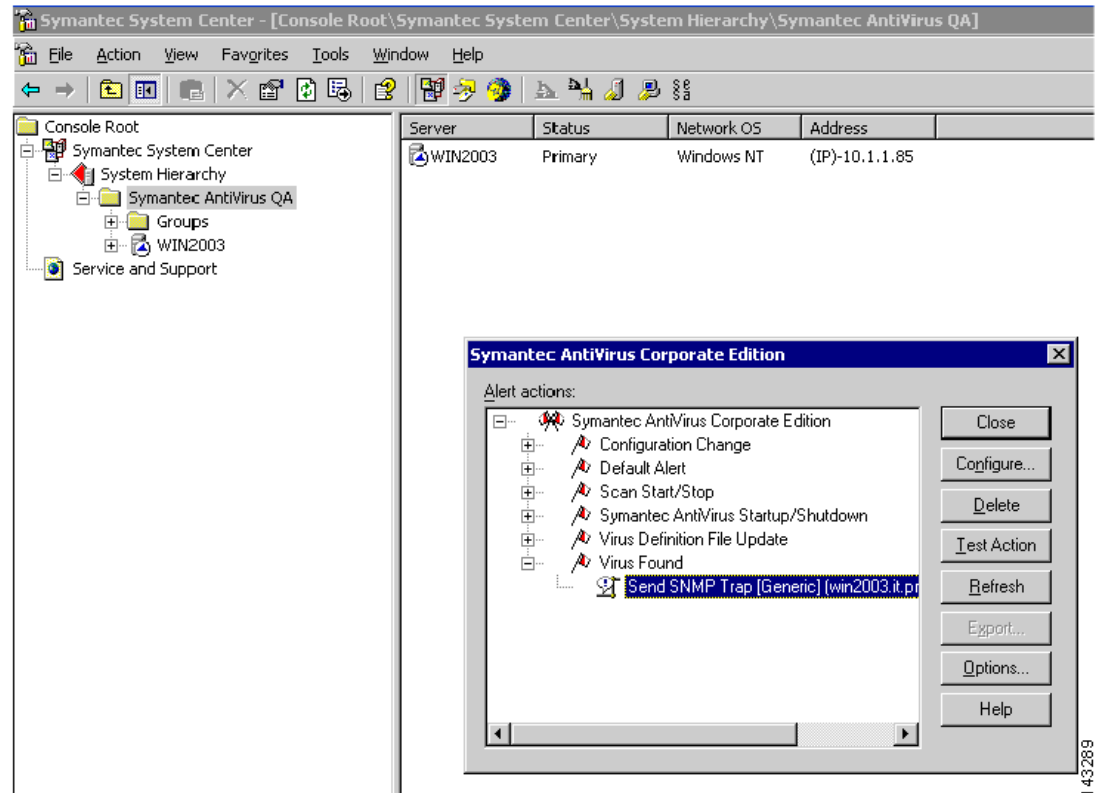 Symantec System Center - [Console Root\Symantec System Center\System Hierarchy\Symantec AntiVirus QA]
File Action View Favorites Tools Window Help
Console Root
Symantec System Center
System Hierarchy
Symantec AntiVirus QA
Groups
WIN2003
Service and Support
Server Status Network OS Address
WIN2003 Primary Windows NT (IP)-10.1.1.85
Symantec AntiVirus Corporate Edition
Alert actions:
Symantec AntiVirus Corporate Edition
Configuration Change
Default Alert
Scan Start/Stop
Symantec AntiVirus Startup/Shutdown
Virus Definition File Update
Virus Found
Send SNMP Trap [Generic] (win2003.it.pr
Close
Configure...
Delete
Test Action
Refresh
Export...
Options...
Help
143289